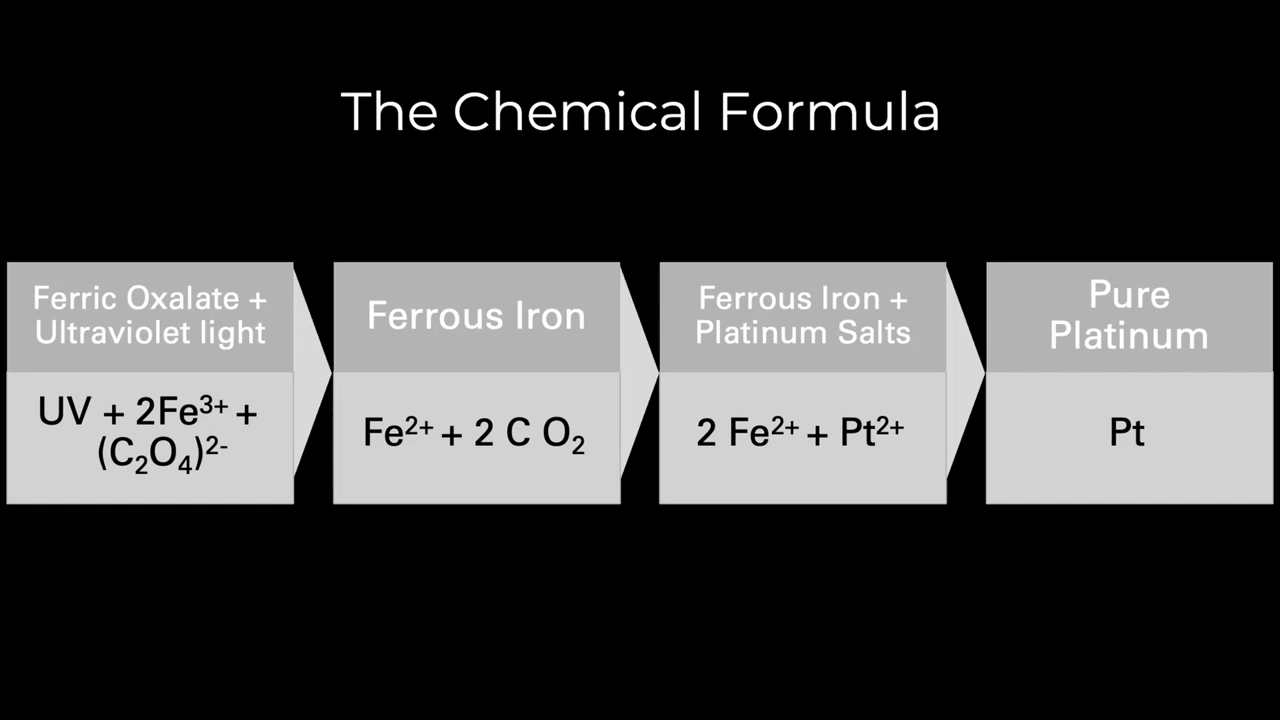 The Chemical Formula
Ferric Oxalate +
Ultraviolet light
UV + 2Fe³⁺ +
(C₂O₄)²⁻
Ferrous Iron
Fe²⁺ + 2 C O₂
Ferrous Iron +
Platinum Salts
2 Fe²⁺ + Pt²⁺
Pure
Platinum
Pt